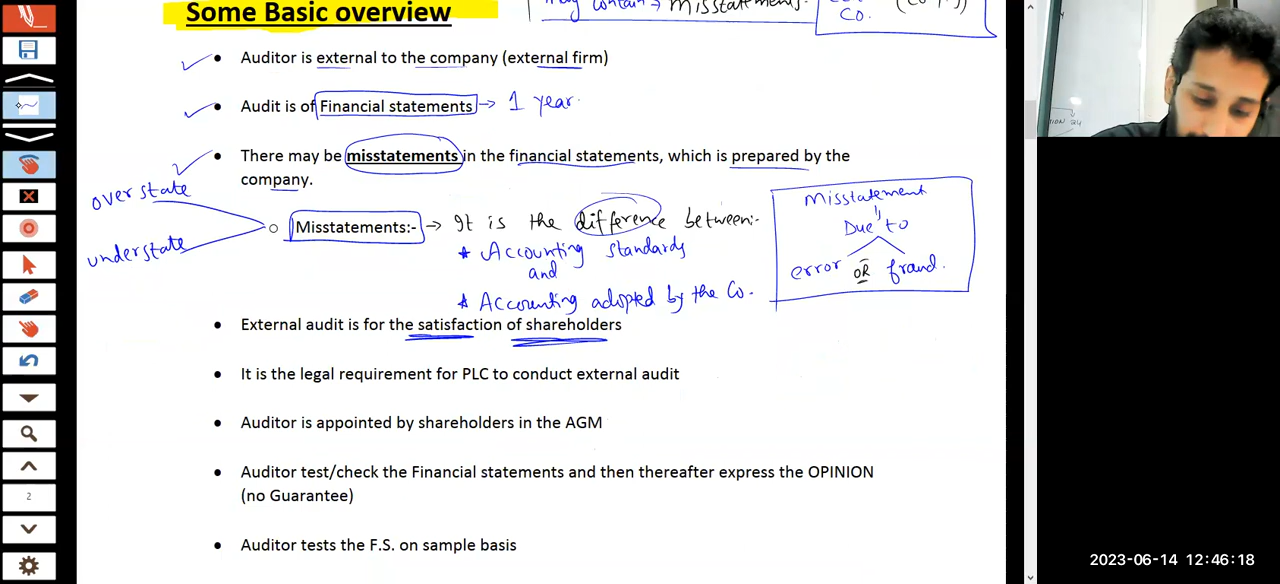 Some Basic overview
may contain → Misstatements.
Co.
Auditor is external to the company (external firm)
Audit is of Financial statements → 1 year.
There may be misstatements in the financial statements, which is prepared by the
company.
overstate
understate
Misstatements:- → It is the difference between:-
* Accounting standards
and
* Accounting adopted by the Co.
Misstatement
Due to
error OR fraud.
External audit is for the satisfaction of shareholders
It is the legal requirement for PLC to conduct external audit
Auditor is appointed by shareholders in the AGM
Auditor test/check the Financial statements and then thereafter express the OPINION
(no Guarantee)
Auditor tests the F.S. on sample basis
2
2023-06-14 12:46:18